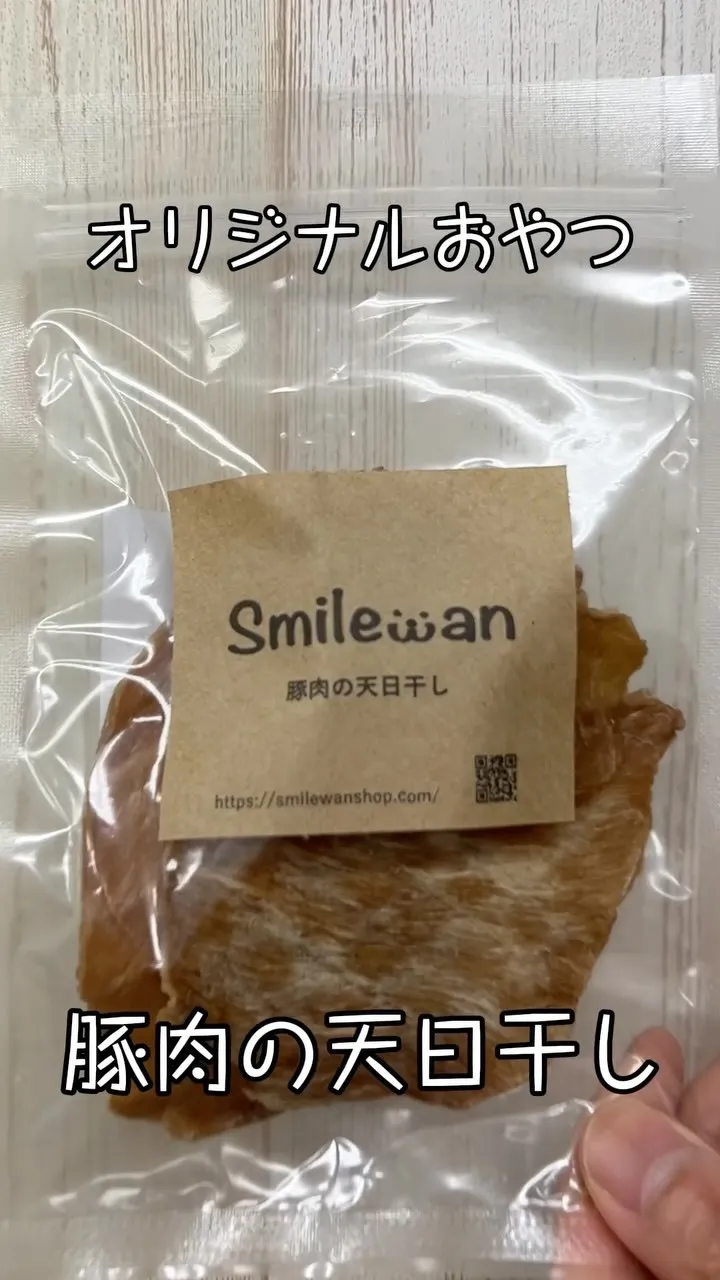 オリジナルおやつ
Smilewan
豚肉の天日干し
https://smilewanshop.com/
豚肉の天日干し